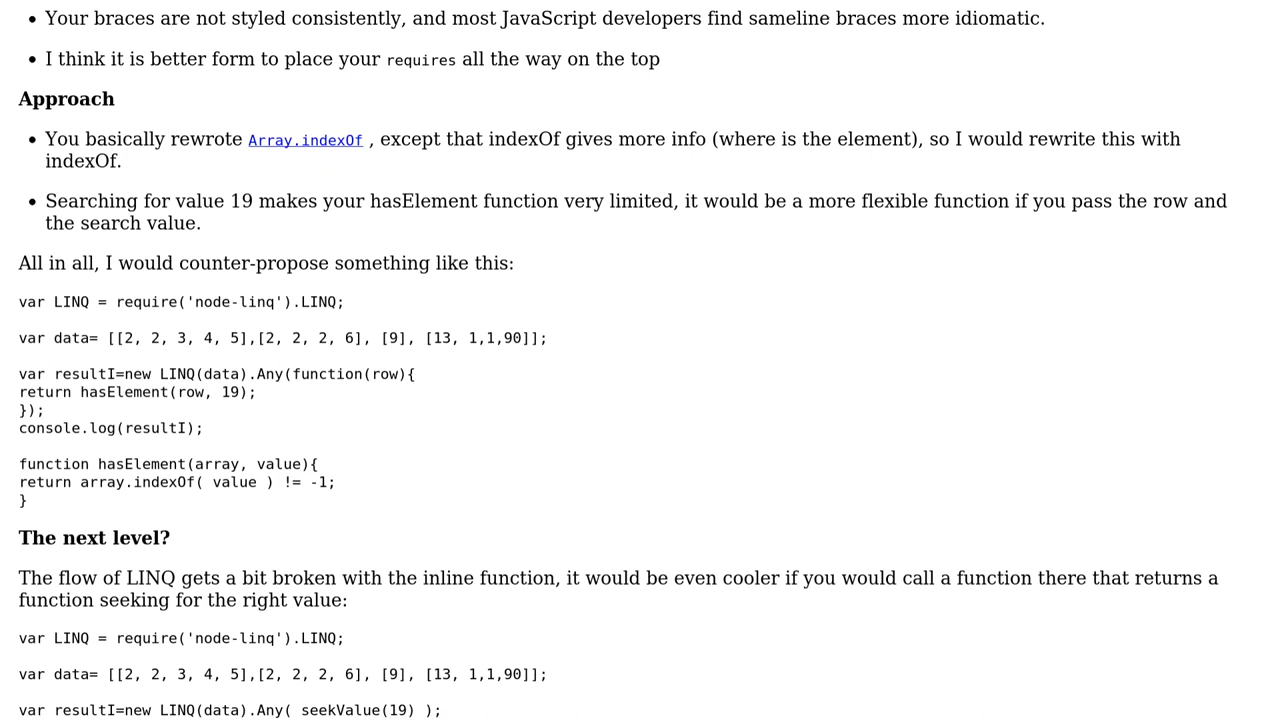 • Your braces are not styled consistently, and most JavaScript developers find sameline braces more idiomatic.
• I think it is better form to place your requires all the way on the top
Approach
• You basically rewrote Array.indexOf , except that indexOf gives more info (where is the element), so I would rewrite this with
indexOf.
• Searching for value 19 makes your hasElement function very limited, it would be a more flexible function if you pass the row and
the search value.
All in all, I would counter-propose something like this:
var LINQ = require('node-linq').LINQ;
var data= [[2, 2, 3, 4, 5],[2, 2, 2, 6], [9], [13, 1,1,90]];
var resultI=new LINQ(data).Any(function(row){
return hasElement(row, 19);
});
console.log(resultI);
function hasElement(array, value){
return array.indexOf( value ) != -1;
}
The next level?
The flow of LINQ gets a bit broken with the inline function, it would be even cooler if you would call a function there that returns a
function seeking for the right value:
var LINQ = require('node-linq').LINQ;
var data= [[2, 2, 3, 4, 5],[2, 2, 2, 6], [9], [13, 1,1,90]];
var resultI=new LINQ(data).Any( seekValue(19) );